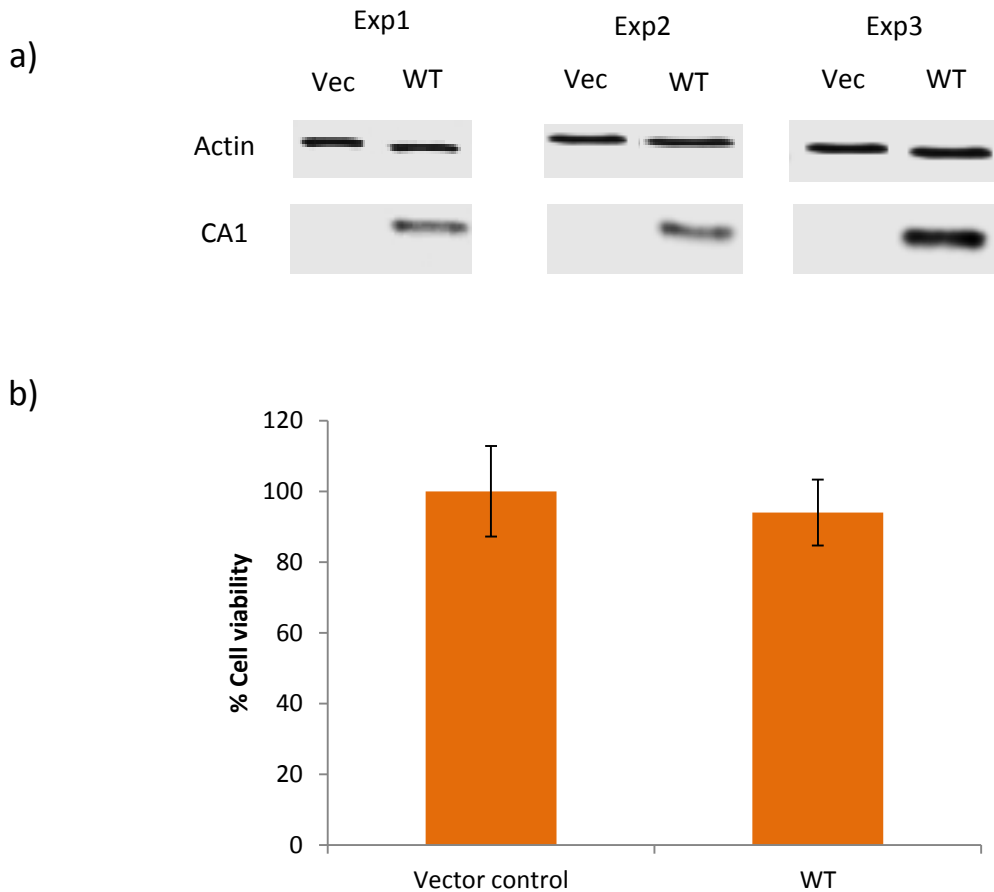 a)
Exp1 Exp2 Exp3
Vec WT Vec WT Vec WT
Actin
CA1
b)
120
100
80
60
40
20
0
% Cell viability
Vector control WT